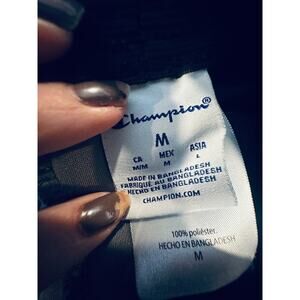 Champion®
M
CA MEX ASIA
M/M M L
MADE IN BANGLADESH
FABRIQUÉ AU BANGLADESH
HECHO EN BANGLADESH
CHAMPION.COM
100% poliéster.
HECHO EN BANGLADESH
M